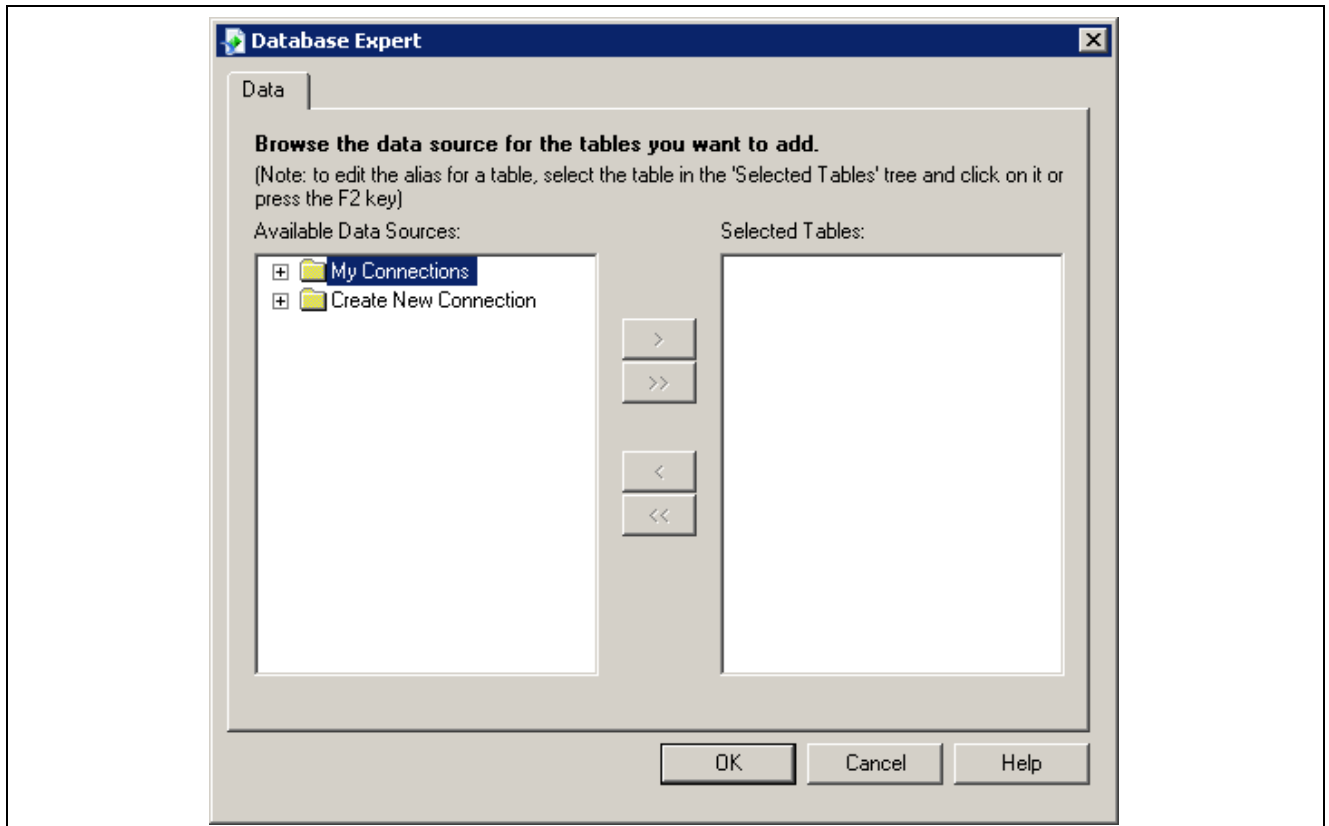 Database Expert
Data
Browse the data source for the tables you want to add.
(Note: to edit the alias for a table, select the table in the 'Selected Tables' tree and click on it or
press the F2 key)
Available Data Sources:
Selected Tables:
My Connections
Create New Connection
>
>>
<
<<
OK
Cancel
Help